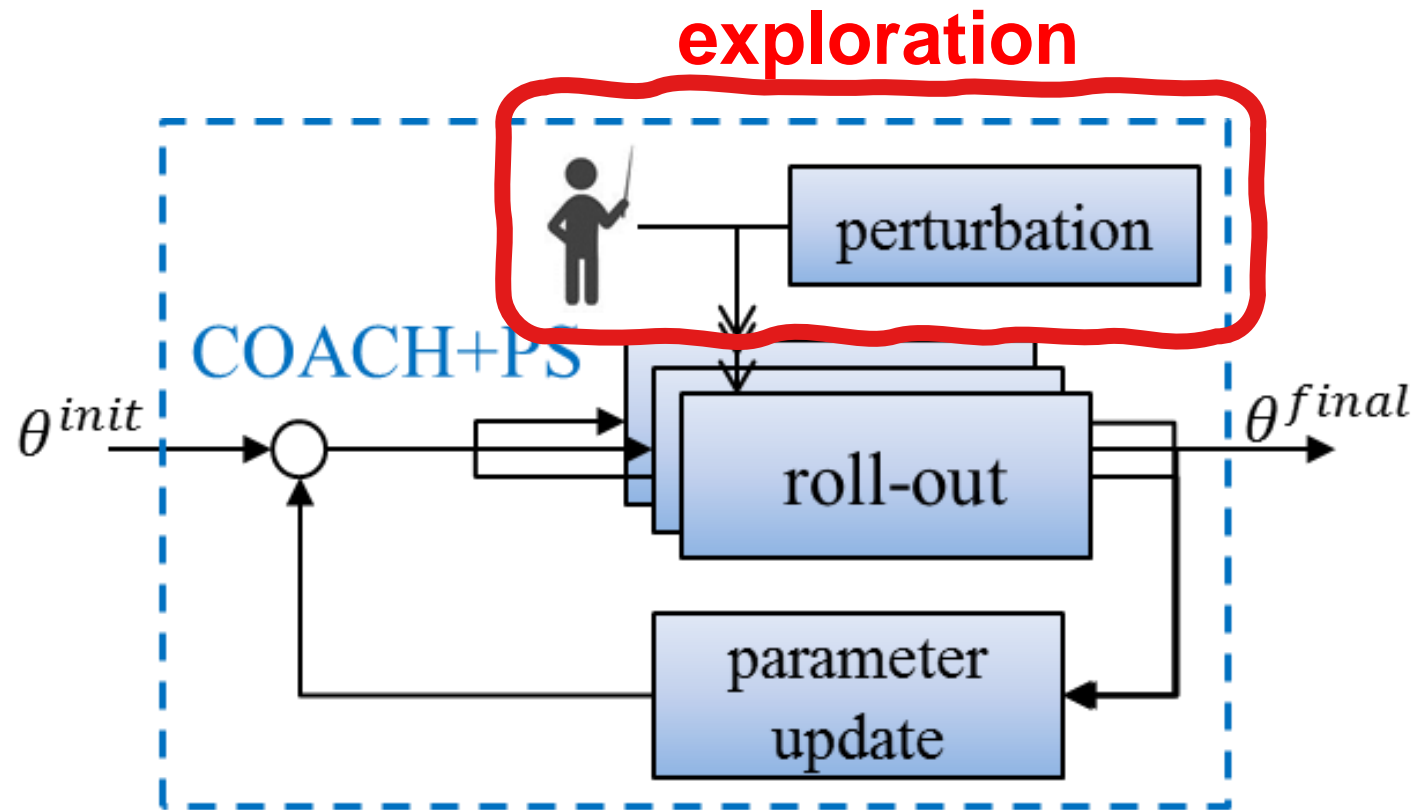 exploration
perturbation
COACH+PS
θ^init
θ^final
roll-out
parameter
update